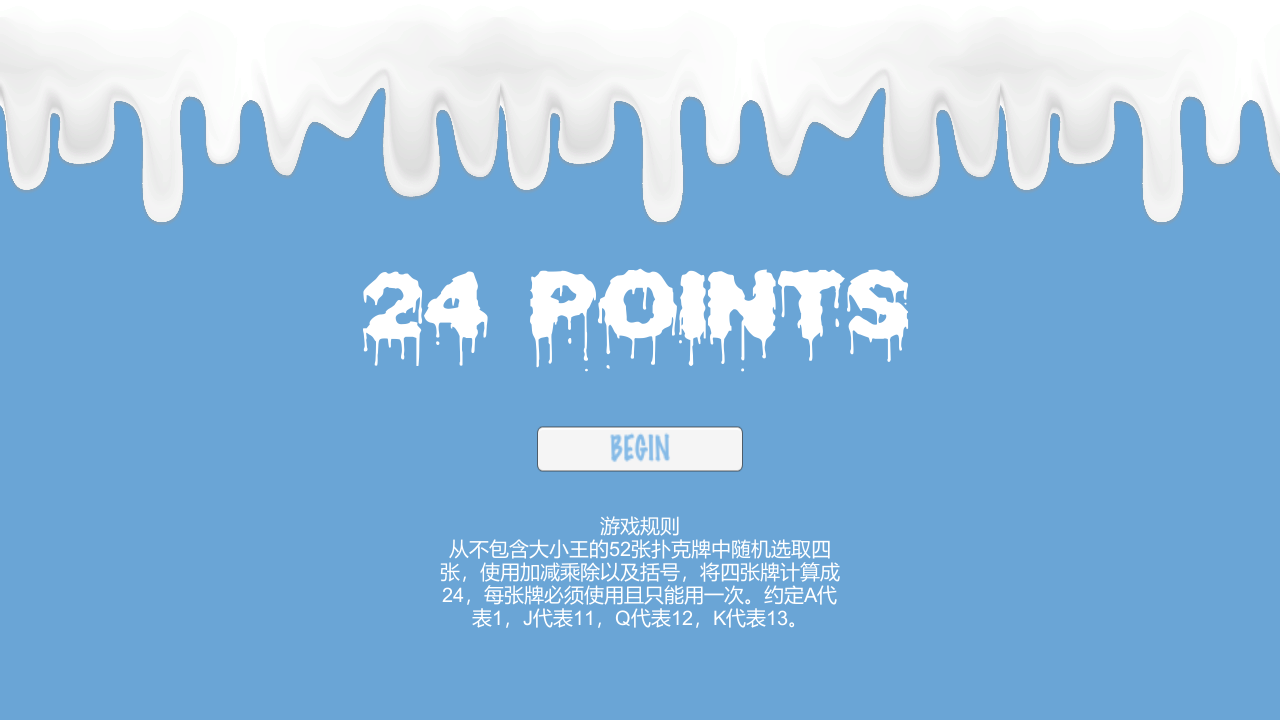 24 POINTS
BEGIN
游戏规则
从不包含大小王的52张扑克牌中随机选取四
张，使用加减乘除以及括号，将四张牌计算成
24，每张牌必须使用且只能用一次。约定A代
表1，J代表11，Q代表12，K代表13。